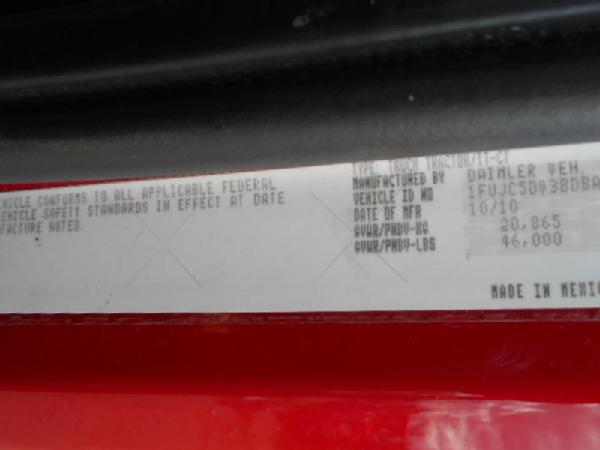 VEHICLE CONFORMS TO ALL APPLICABLE FEDERAL
VEHICLE SAFETY STANDARDS IN EFFECT AT DATE
FACTURE NOTED.
TYPE: TRUCK TRACTOR/TT-CT
MANUFACTURED BY DAIMLER VEH.
VEHICLE ID NO 1FUJC5DV3BDBA
DATE OF MFR 10/10
GVWR/PNBV-KG 20,865
GVWR/PNBV-LBS 46,000
MADE IN MEXIC